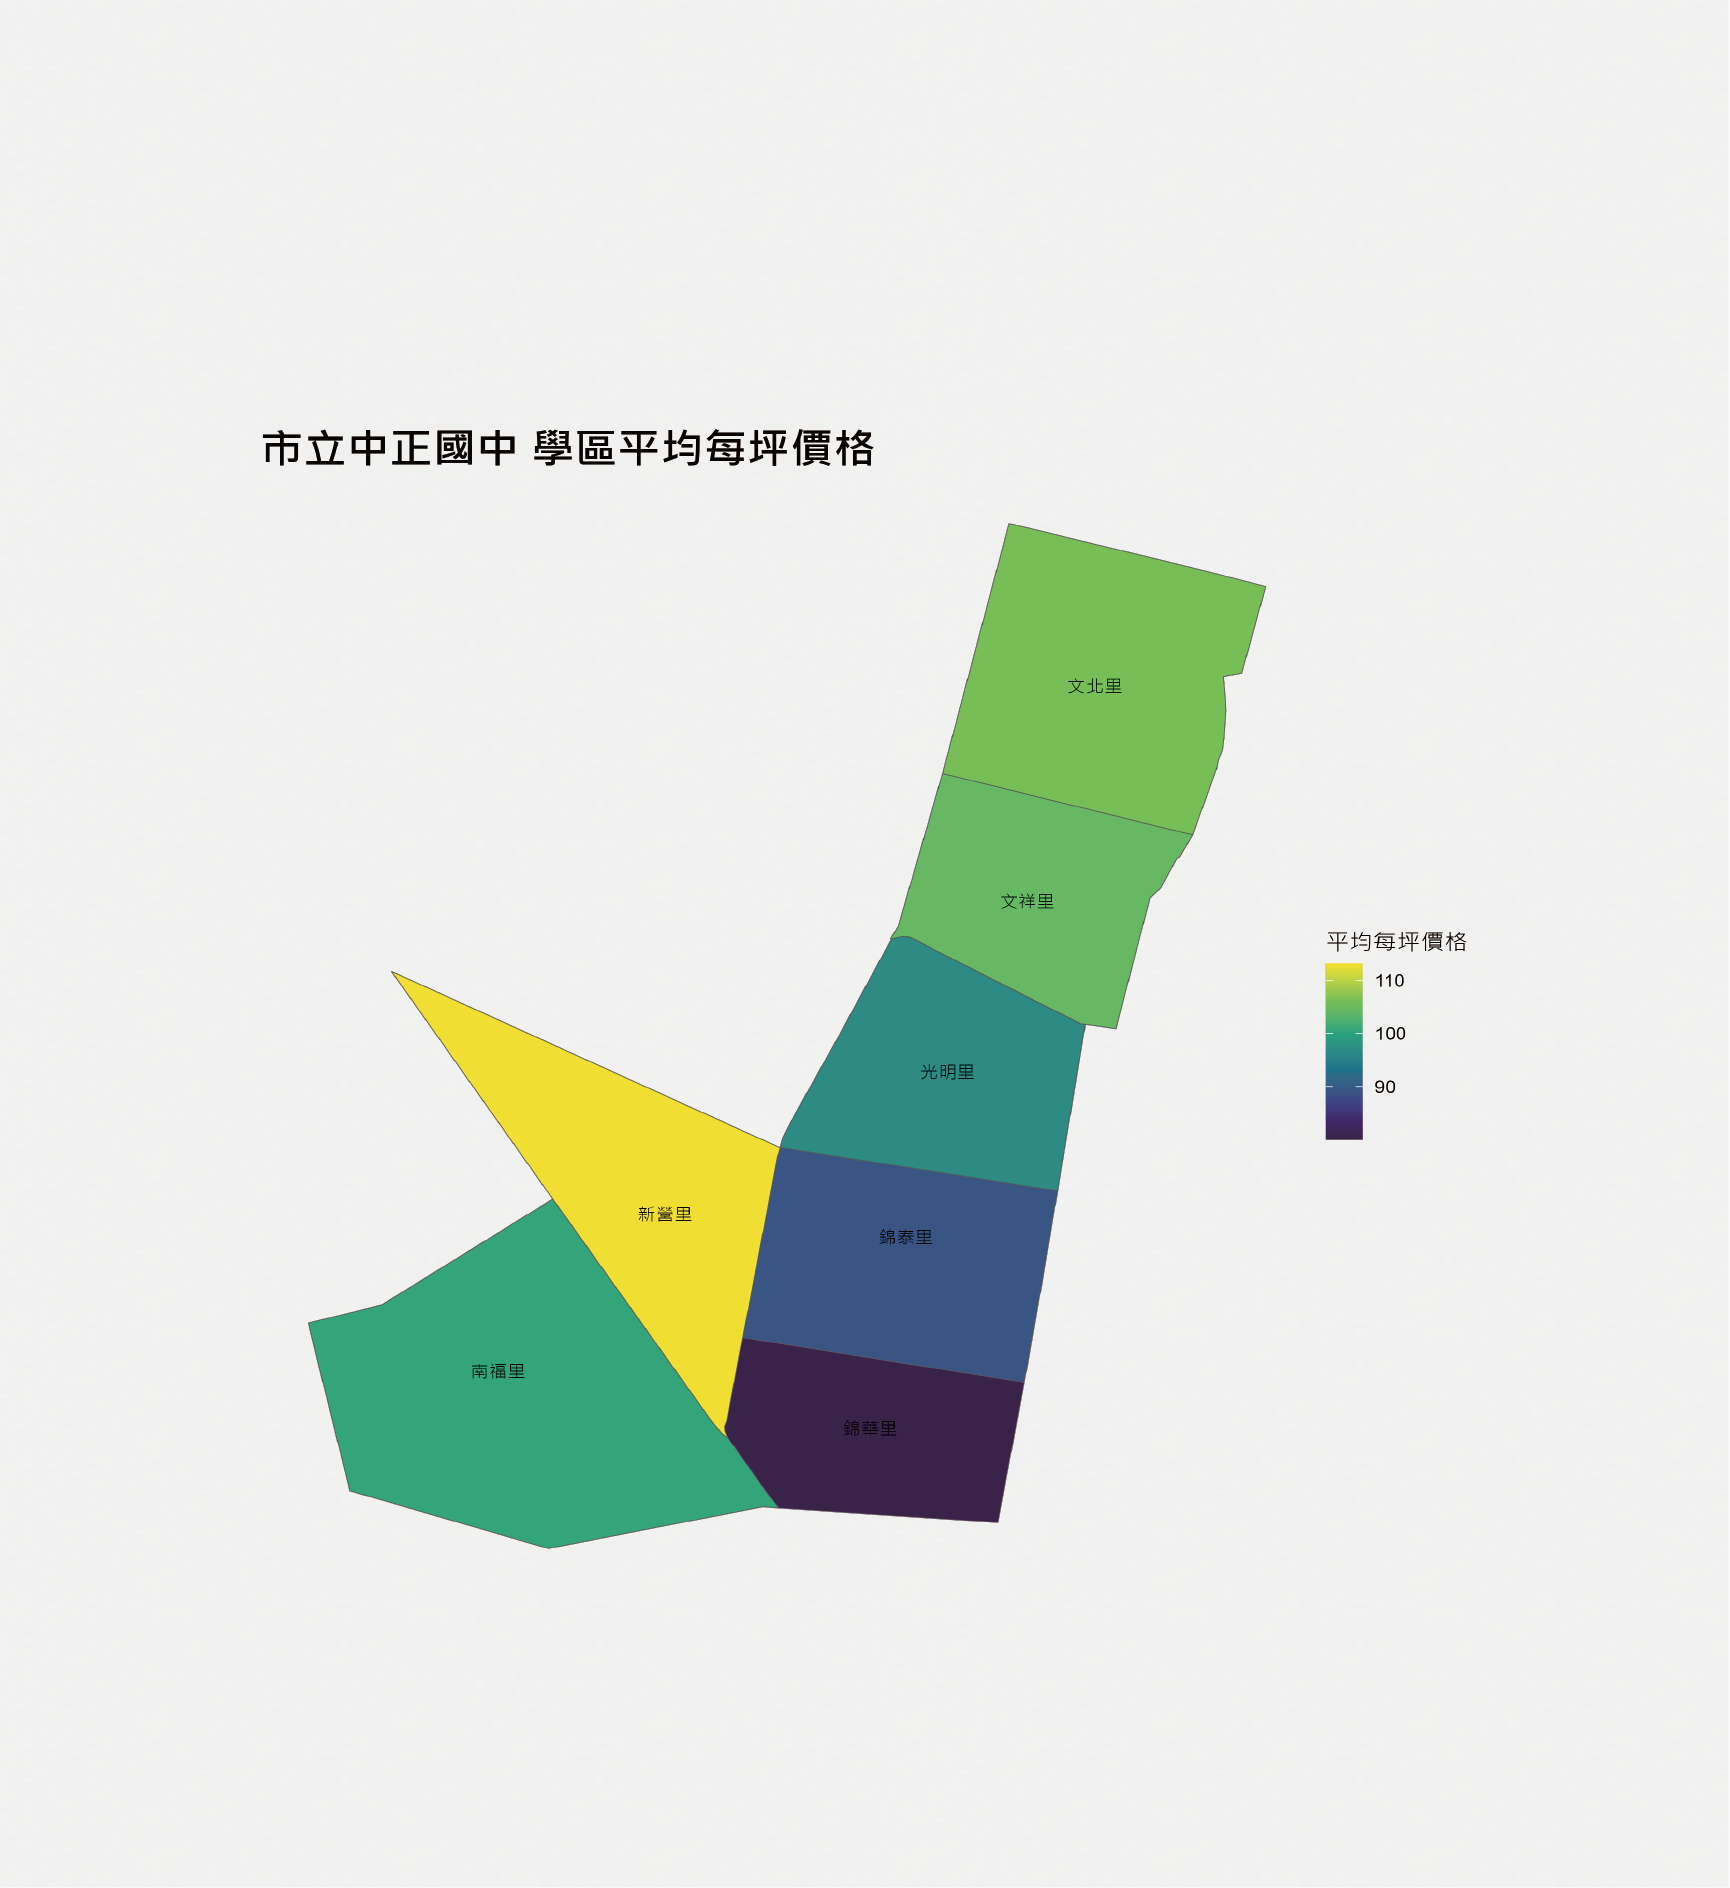 市立中正國中 學區平均每坪價格
文北里
文祥里
平均每坪價格
110
100
90
光明里
新營里
錦泰里
南福里
錦華里